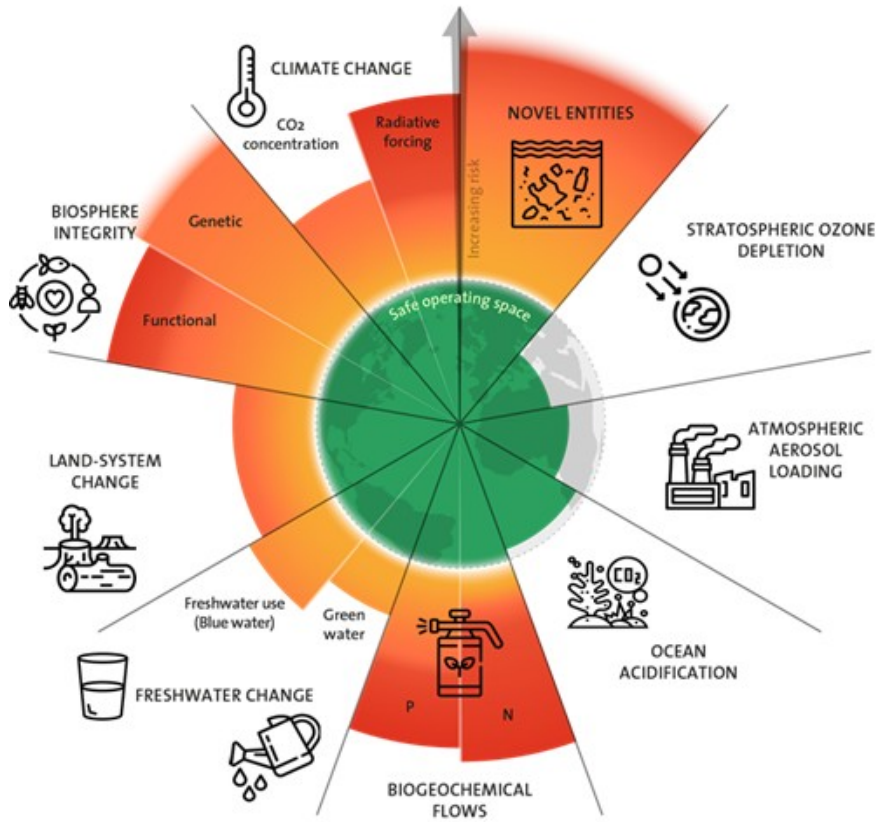 CLIMATE CHANGE
CO2
concentration
Radiative
forcing
NOVEL ENTITIES
Increasing risk
STRATOSPHERIC OZONE
DEPLETION
BIOSPHERE
INTEGRITY
Genetic
Functional
Safe operating space
ATMOSPHERIC
AEROSOL
LOADING
LAND-SYSTEM
CHANGE
CO2
OCEAN
ACIDIFICATION
Freshwater use
(Blue water)
Green
water
FRESHWATER CHANGE
P
N
BIOGEOCHEMICAL
FLOWS